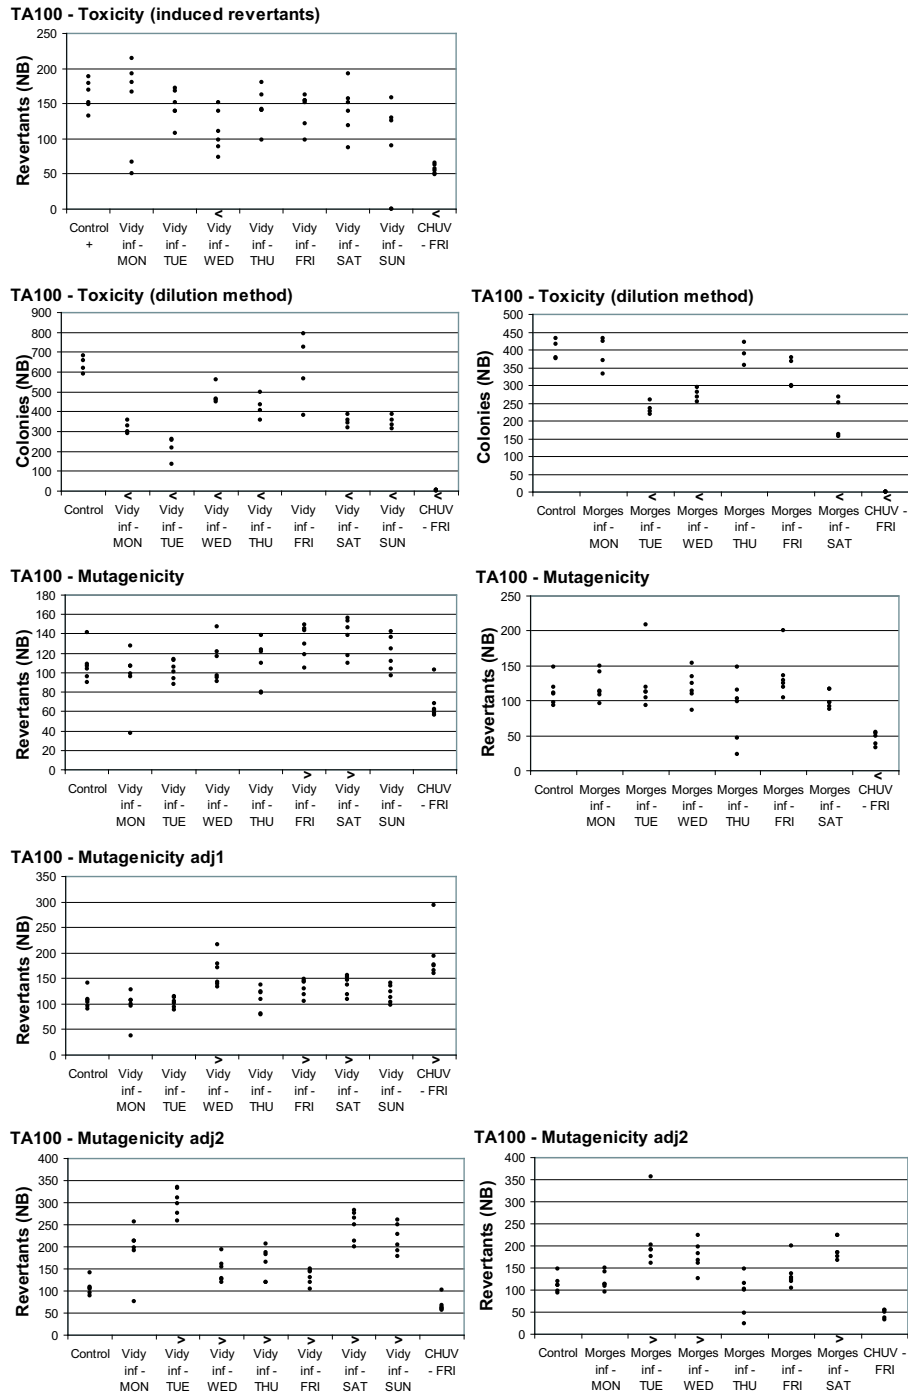 TA100 - Toxicity (induced revertants)
Revertants (NB)
250
200
150
100
50
0
< <
Control Vidy Vidy Vidy Vidy Vidy Vidy Vidy CHUV
+ inf - inf - inf - inf - inf - inf - inf - - FRI
MON TUE WED THU FRI SAT SUN
TA100 - Toxicity (dilution method)
Colonies (NB)
900
800
700
600
500
400
300
200
100
0
< < < < < < <
Control Vidy Vidy Vidy Vidy Vidy Vidy Vidy CHUV
inf - inf - inf - inf - inf - inf - inf - - FRI
MON TUE WED THU FRI SAT SUN
TA100 - Toxicity (dilution method)
Colonies (NB)
500
450
400
350
300
250
200
150
100
50
0
< < < <
Control Morges Morges Morges Morges Morges Morges CHUV -
inf - inf - inf - inf - inf - inf - FRI
MON TUE WED THU FRI SAT
TA100 - Mutagenicity
Revertants (NB)
180
160
140
120
100
80
60
40
20
0
> >
Control Vidy Vidy Vidy Vidy Vidy Vidy Vidy CHUV
inf - inf - inf - inf - inf - inf - inf - - FRI
MON TUE WED THU FRI SAT SUN
TA100 - Mutagenicity
Revertants (NB)
250
200
150
100
50
0
<
Control Morges Morges Morges Morges Morges Morges CHUV
inf - inf - inf - inf - inf - inf - - FRI
MON TUE WED THU FRI SAT
TA100 - Mutagenicity adj1
Revertants (NB)
350
300
250
200
150
100
50
0
> > > >
Control Vidy Vidy Vidy Vidy Vidy Vidy Vidy CHUV
inf - inf - inf - inf - inf - inf - inf - - FRI
MON TUE WED THU FRI SAT SUN
TA100 - Mutagenicity adj2
Revertants (NB)
400
350
300
250
200
150
100
50
0
> > > > > >
Control Vidy Vidy Vidy Vidy Vidy Vidy Vidy CHUV
inf - inf - inf - inf - inf - inf - inf - - FRI
MON TUE WED THU FRI SAT SUN
TA100 - Mutagenicity adj2
Revertants (NB)
400
350
300
250
200
150
100
50
0
> > >
Control Morges Morges Morges Morges Morges Morges CHUV -
inf - inf - inf - inf - inf - inf - FRI
MON TUE WED THU FRI SAT